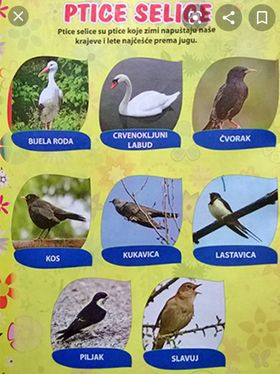 PTICE SELICE
Ptice selice su ptice koje zimi napuštaju naše
krajeve i lete najčešće prema jugu.
BIJELA RODA
CRVENOKLJUNI
LABUD
ČVORAK
KOS
KUKAVICA
LASTAVICA
PILJAK
SLAVUJ